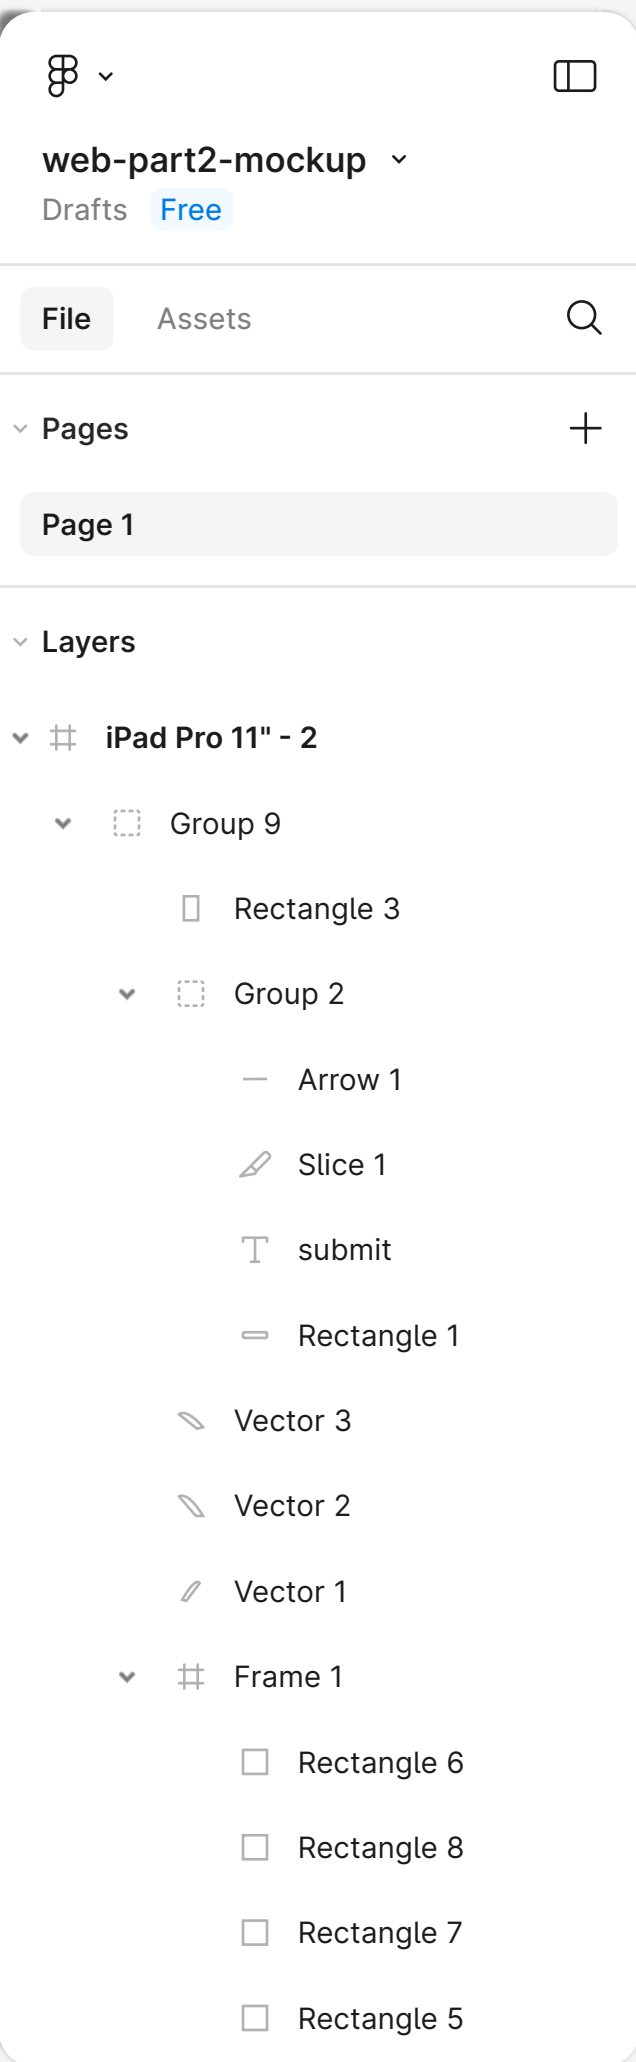 web-part2-mockup
Drafts Free
File Assets
Pages
Page 1
Layers
iPad Pro 11" - 2
Group 9
Rectangle 3
Group 2
Arrow 1
Slice 1
submit
Rectangle 1
Vector 3
Vector 2
Vector 1
Frame 1
Rectangle 6
Rectangle 8
Rectangle 7
Rectangle 5